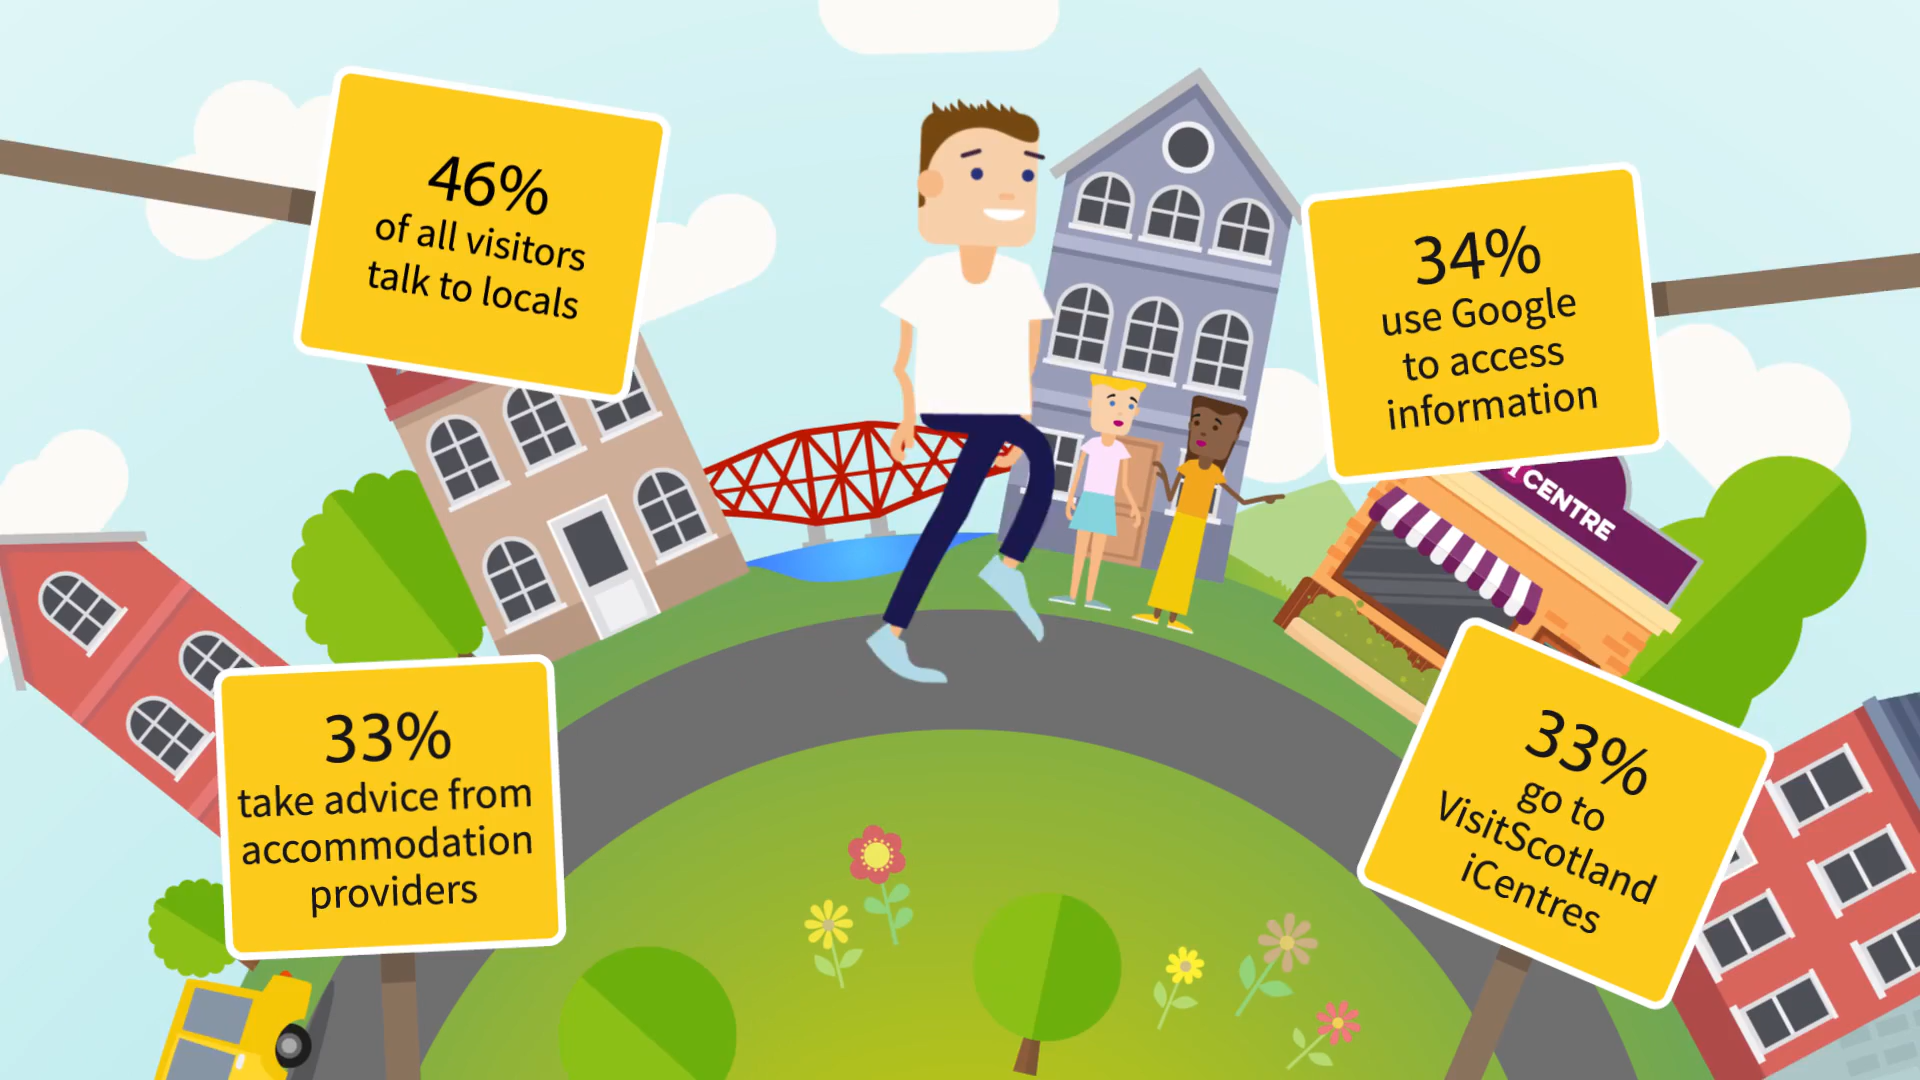 46%
of all visitors
talk to locals
34%
use Google
to access
information
CENTRE
33%
take advice from
accommodation
providers
33%
go to
VisitScotland
iCentres